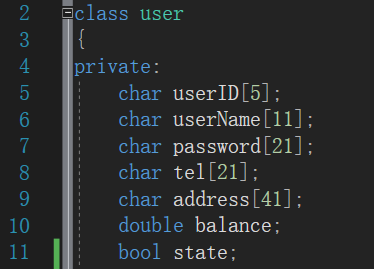 2 class user
3 {
4 private:
5 char userID[5];
6 char userName[11];
7 char password[21];
8 char tel[21];
9 char address[41];
10 double balance;
11 bool state;